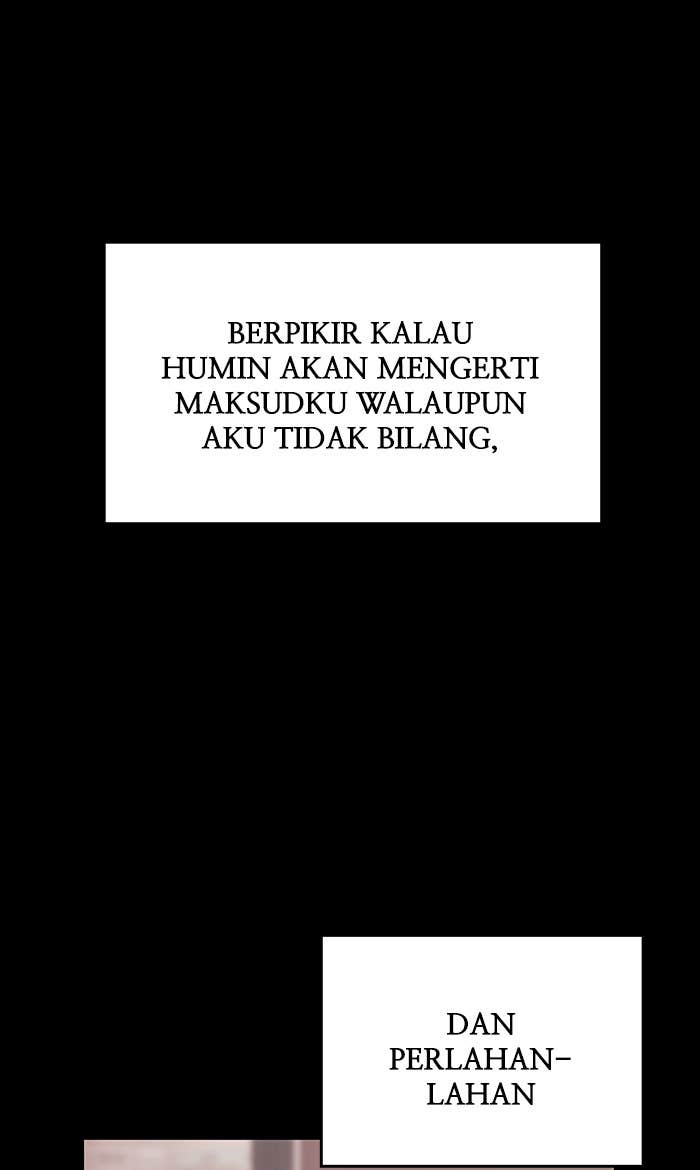 BERPIKIR KALAU
HUMIN AKAN MENGERTI
MAKSUDKU WALAUPUN
AKU TIDAK BILANG,
DAN
PERLAHAN-
LAHAN